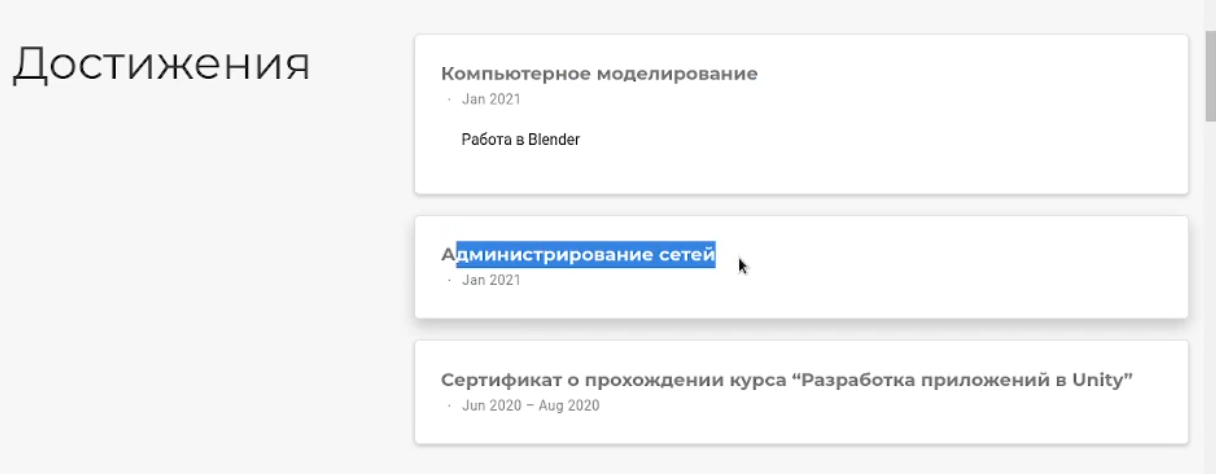 Достижения
Компьютерное моделирование
· Jan 2021
Работа в Blender
Администрирование сетей
· Jan 2021
Сертификат о прохождении курса “Разработка приложений в Unity”
· Jun 2020 – Aug 2020